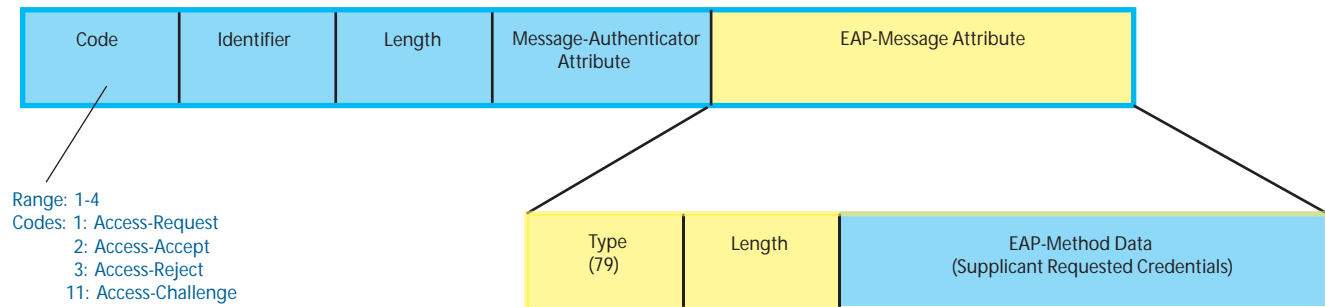 Code
Identifier
Length
Message-Authenticator
Attribute
EAP-Message Attribute
Range: 1-4
Codes: 1: Access-Request
2: Access-Accept
3: Access-Reject
11: Access-Challenge
Type
(79)
Length
EAP-Method Data
(Supplicant Requested Credentials)